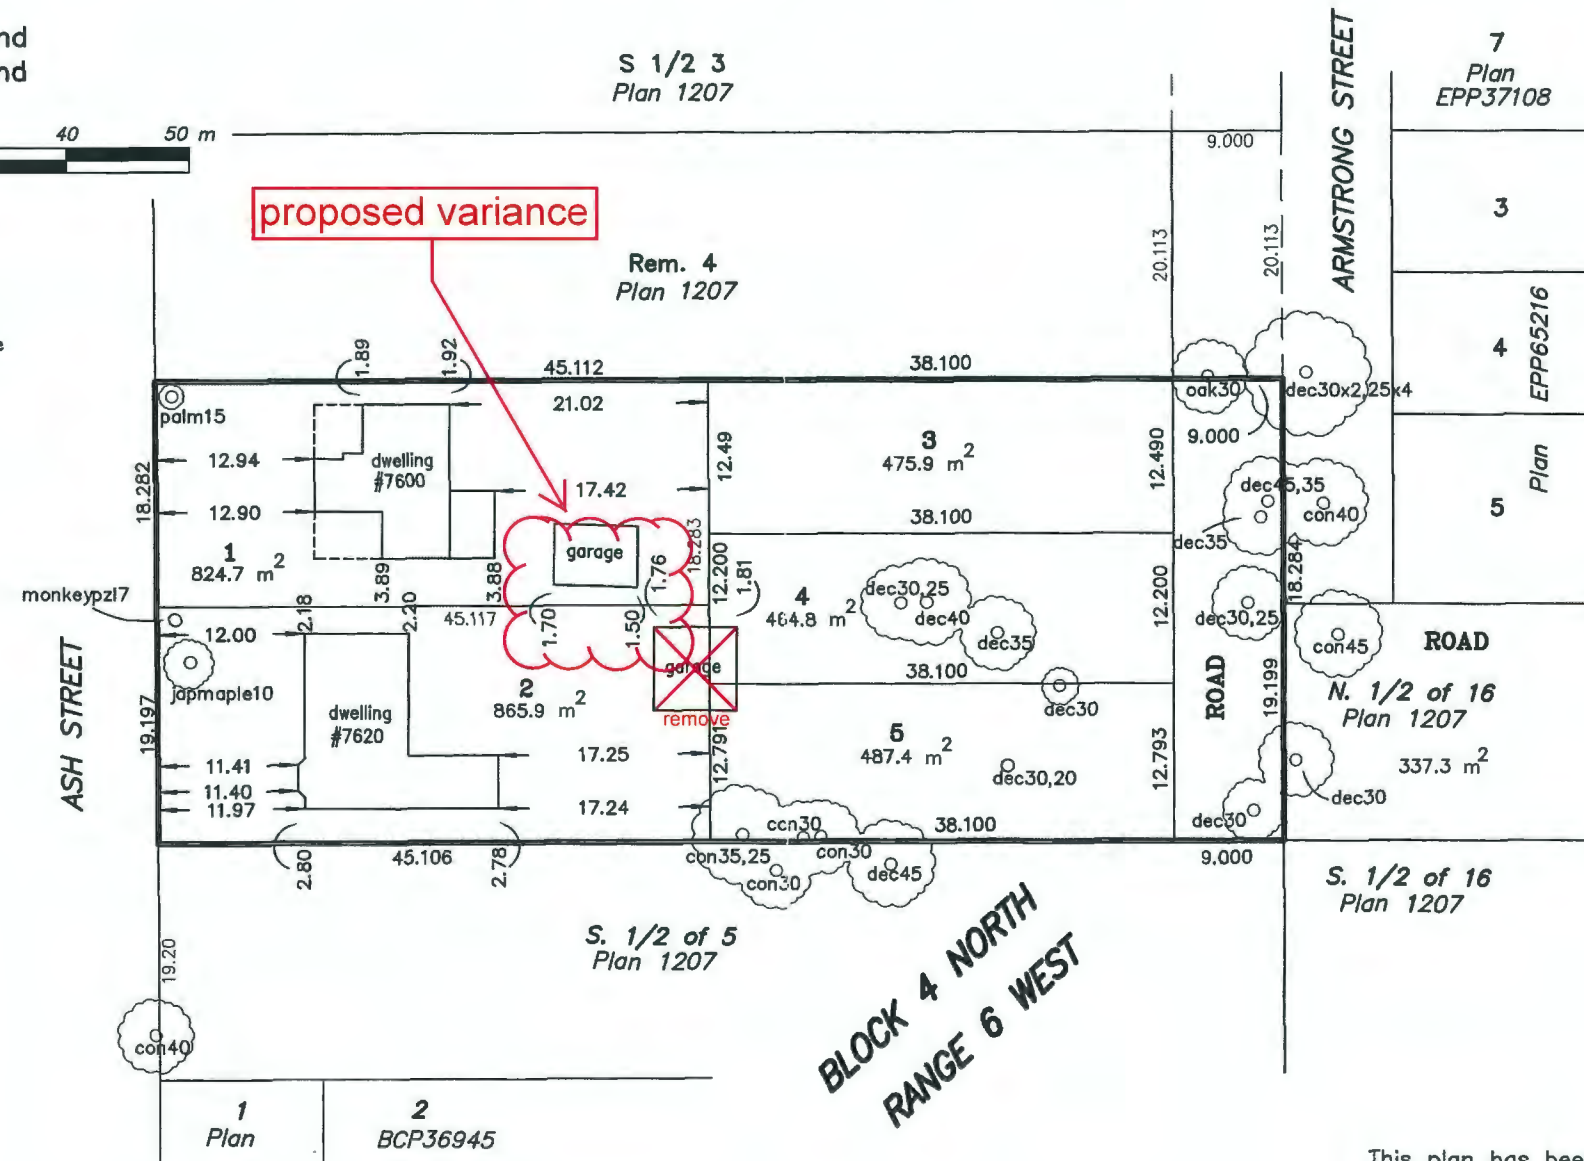 nd
nd
S 1/2 3
Plan 1207
ARMSTRONG STREET
7
Plan
EPP37108
40 50 m
9.000
proposed variance
3
20.113
20.113
Rem. 4
Plan 1207
4
Plan EPP65216
e
1.89
1.92
45.112
38.100
palm15
21.02
oak30
dec30x2,25x4
9.000
12.94
dwelling
#7600
12.49
3
475.9 m2
12.490
18.282
17.42
dec45,35
con40
5
12.90
38.100
dec35
18.283
1
824.7 m2
garage
3.89
3.88
1.76
12.200
1.81
4
464.8 m2
dec30,25
dec40
12.200
18.284
monkeypz17
2.18
2.20
45.117
1.70
1.50
dec35
dec30,25
12.00
con45
ROAD
garage
38.100
japmaple10
2
865.9 m2
remove
dec30
ROAD
N. 1/2 of 16
Plan 1207
ASH STREET
19.197
dwelling
#7620
12.791
5
487.4 m2
12.793
19.199
17.25
337.3 m2
11.41
dec30,20
11.40
11.97
17.24
dec30
dec30
ccn30
38.100
2.80
45.106
2.78
con35,25
con30
con30
dec45
9.000
S. 1/2 of 16
Plan 1207
S. 1/2 of 5
Plan 1207
19.20
BLOCK 4 NORTH
RANGE 6 WEST
con40
1
Plan
2
BCP36945
This plan has bee